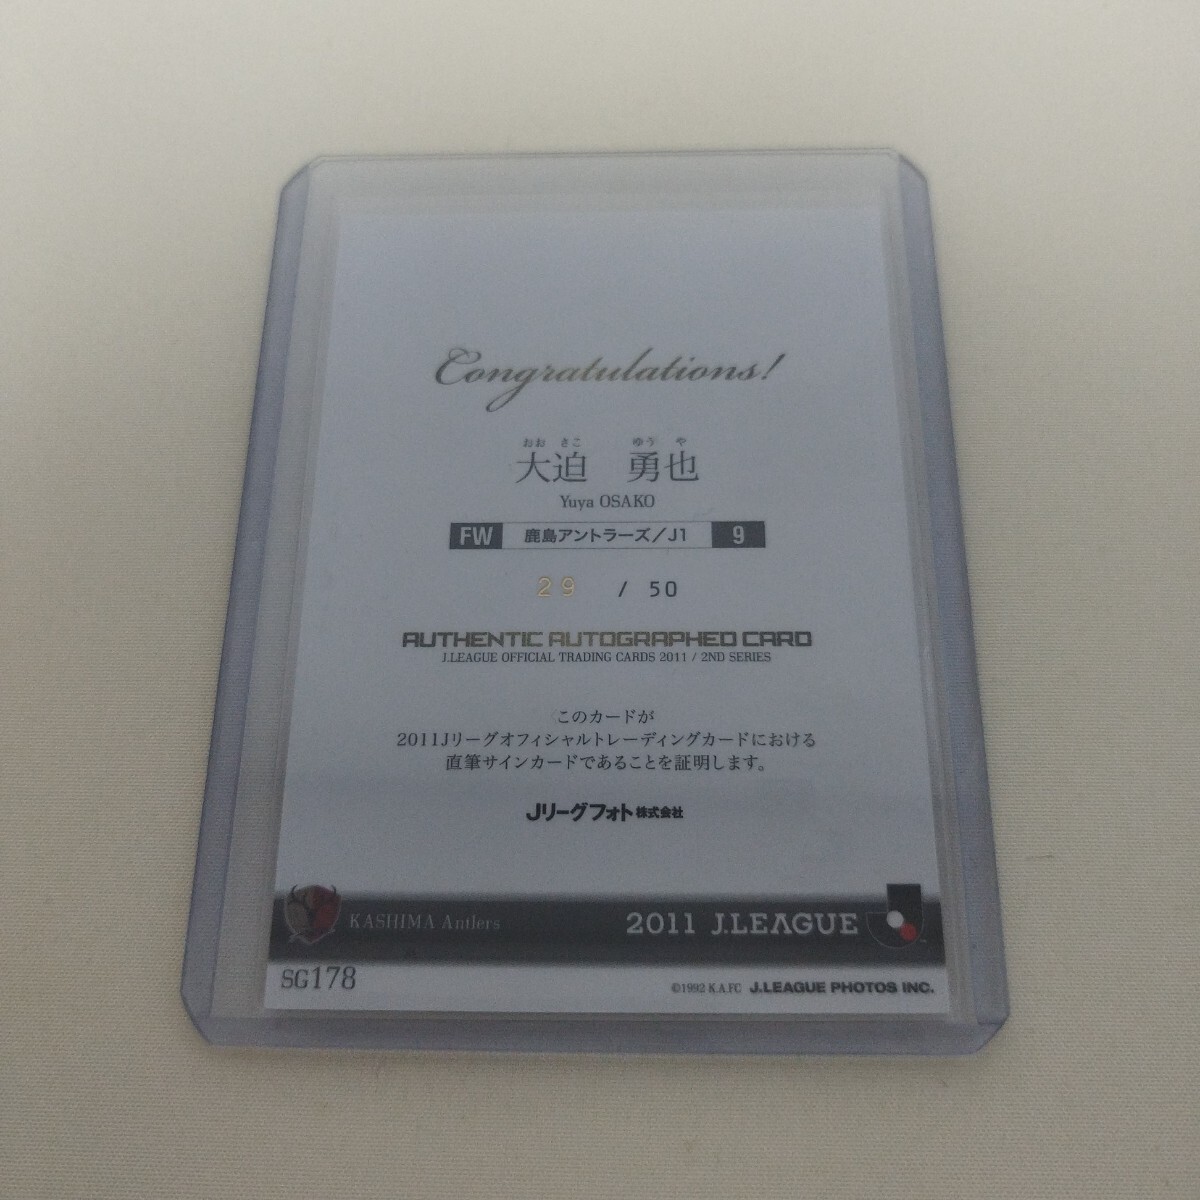 Congratulations!
おお さこ ゆう や
大迫 勇也
Yuya OSAKO
FW 鹿島アントラーズ/J1 9
29 / 50
AUTHENTIC AUTOGRAPHED CARD
J.LEAGUE OFFICIAL TRADING CARDS 2011 / 2ND SERIES
このカードが
2011Jリーグオフィシャルトレーディングカードにおける
直筆サインカードであることを証明します。
Jリーグフォト株式会社
KASHIMA Antlers 2011 J.LEAGUE
SG178
©1992 K.A.FC J.LEAGUE PHOTOS INC.